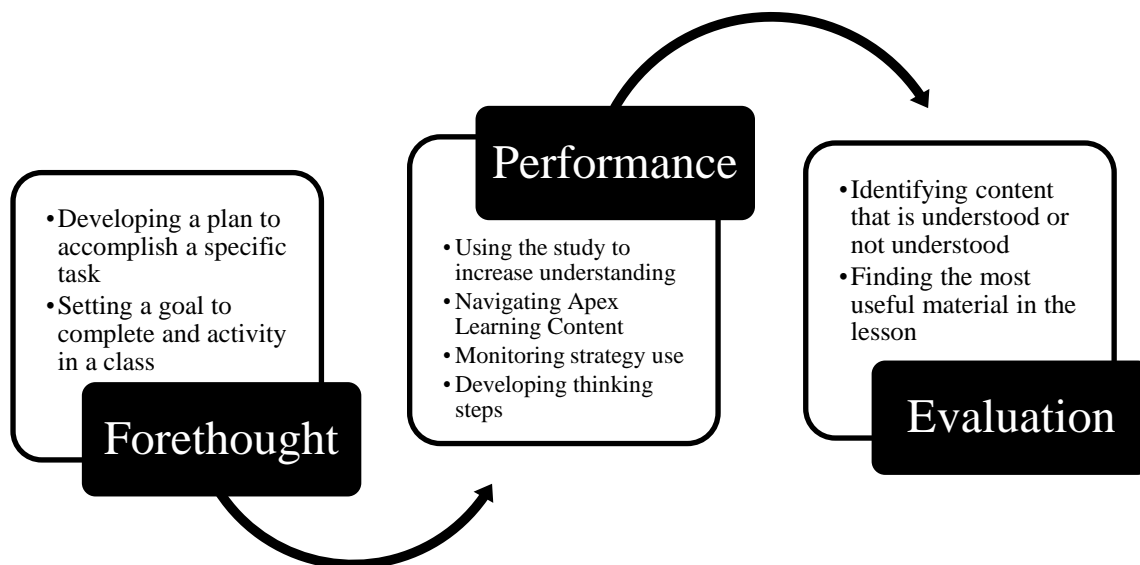 •Developing a plan to
accomplish a specific
task
•Setting a goal to
complete and activity
in a class
Forethought
Performance
•Using the study to
increase understanding
•Navigating Apex
Learning Content
•Monitoring strategy use
•Developing thinking
steps
•Identifying content
that is understood or
not understood
•Finding the most
useful material in the
lesson
Evaluation